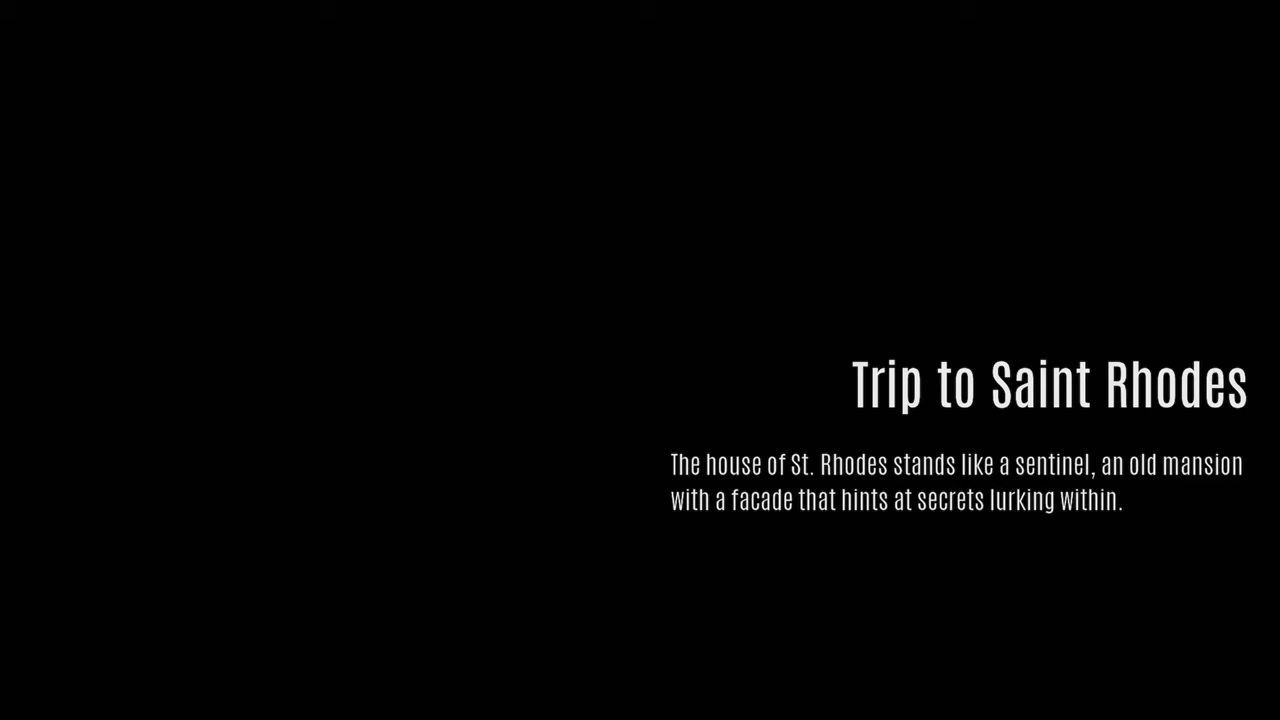 Trip to Saint Rhodes
The house of St. Rhodes stands like a sentinel, an old mansion
with a facade that hints at secrets lurking within.